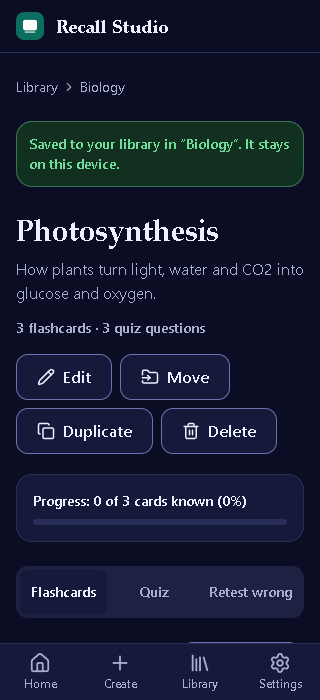 Recall Studio
Library > Biology
Saved to your library in “Biology”. It stays
on this device.
Photosynthesis
How plants turn light, water and CO2 into
glucose and oxygen.
3 flashcards · 3 quiz questions
Edit
Move
Duplicate
Delete
Progress: 0 of 3 cards known (0%)
Flashcards
Quiz
Retest wrong
Home
Create
Library
Settings